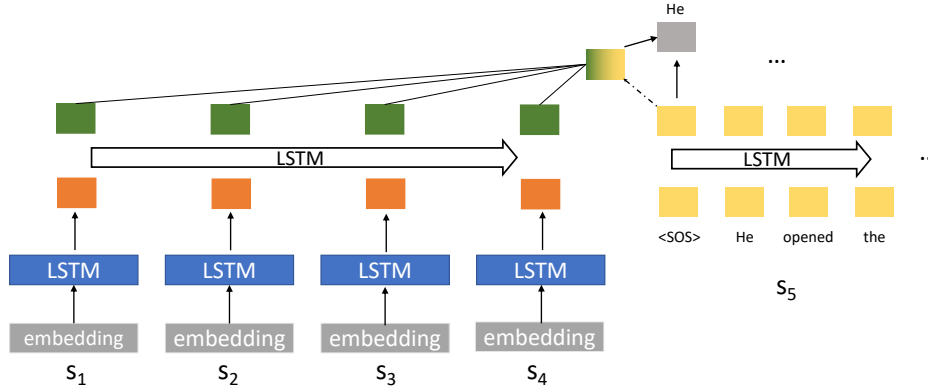 He
...
LSTM
LSTM
..
<SOS> He opened the
LSTM LSTM LSTM LSTM
s5
embedding embedding embedding embedding
s1 s2 s3 s4